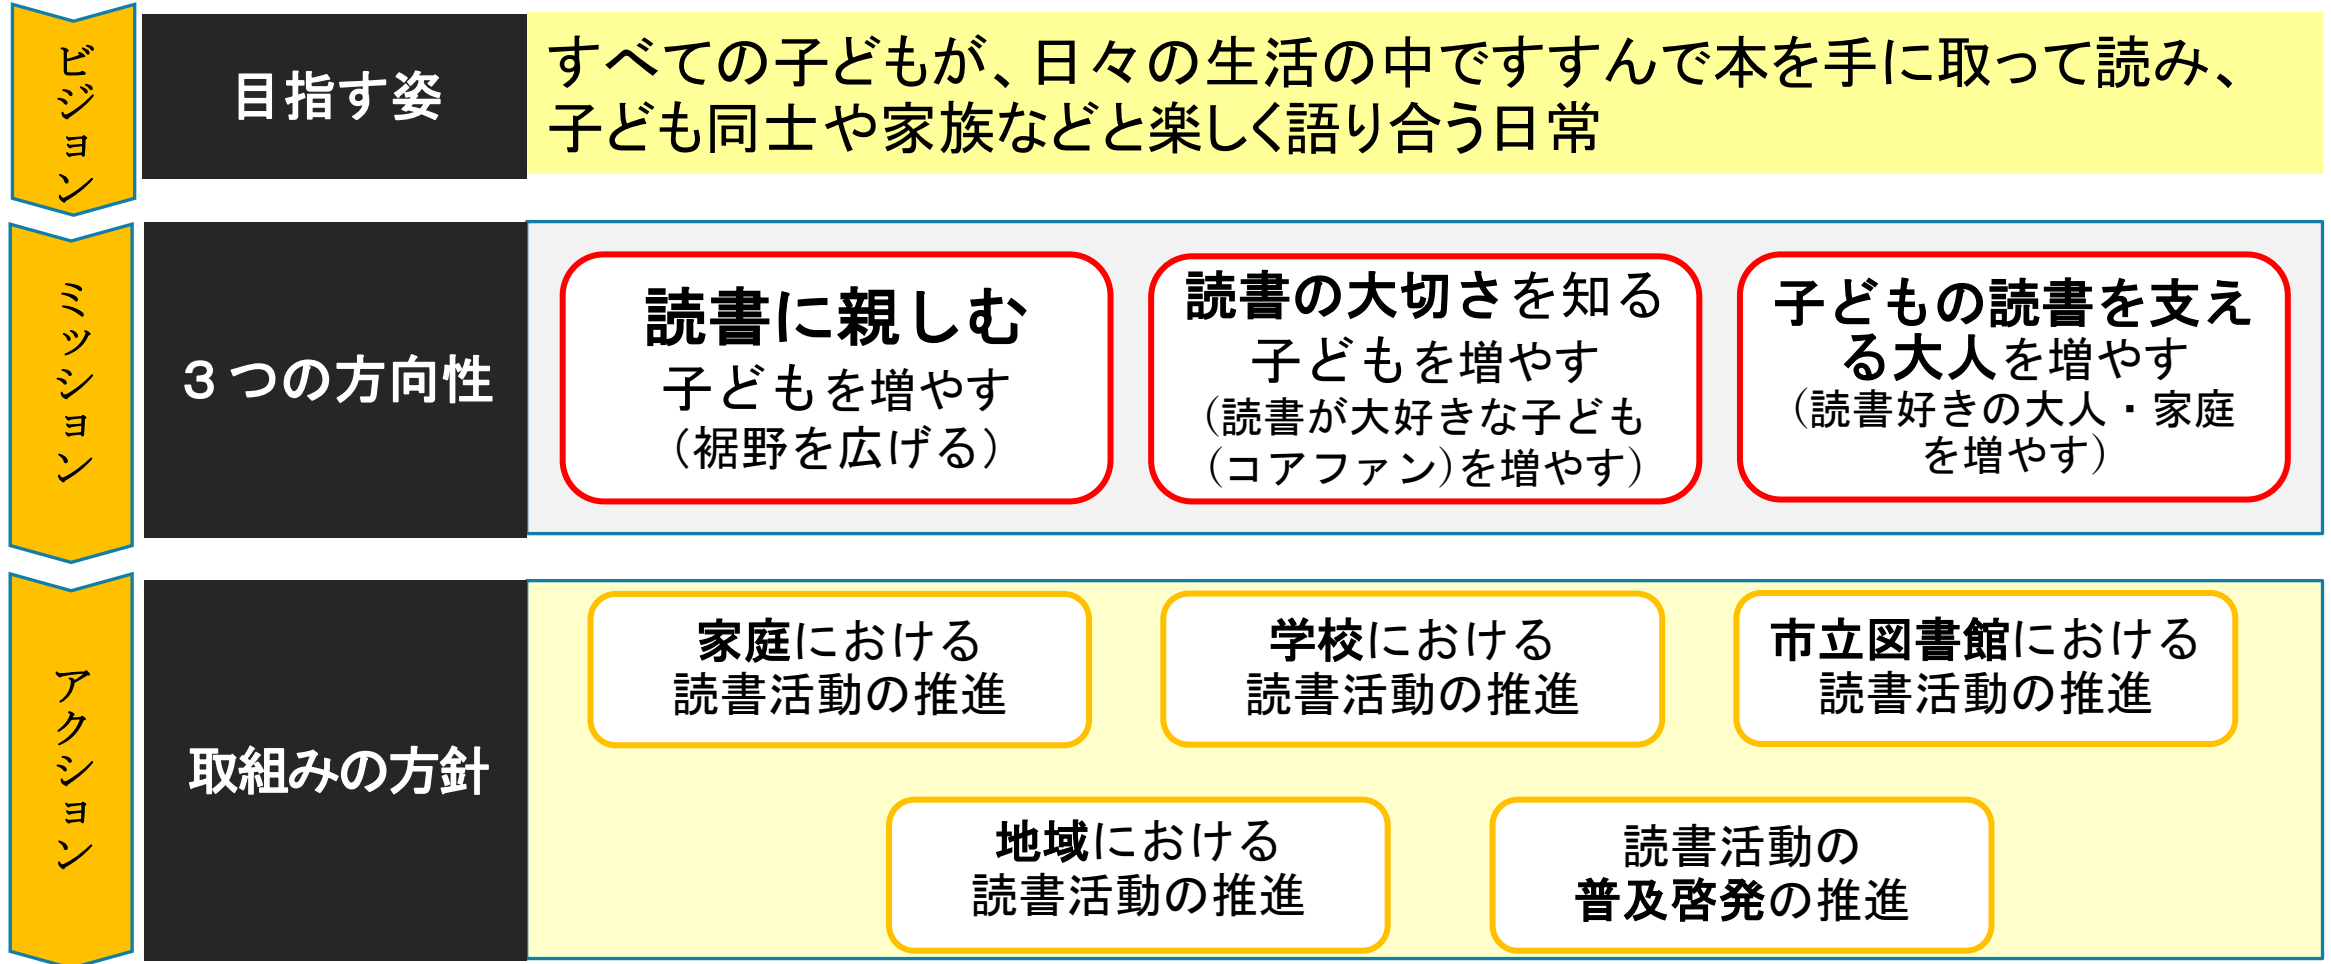 ビジョン
目指す姿
すべての子どもが、日々の生活の中ですすんで本を手に取って読み、
子ども同士や家族などと楽しく語り合う日常
ミッション
３つの方向性
読書に親しむ
子どもを増やす
（裾野を広げる）
読書の大切さを知る
子どもを増やす
（読書が大好きな子ども
（コアファン）を増やす）
子どもの読書を支え
る大人を増やす
（読書好きの大人・家庭
を増やす）
アクション
取組みの方針
家庭における
読書活動の推進
学校における
読書活動の推進
市立図書館における
読書活動の推進
地域における
読書活動の推進
読書活動の
普及啓発の推進